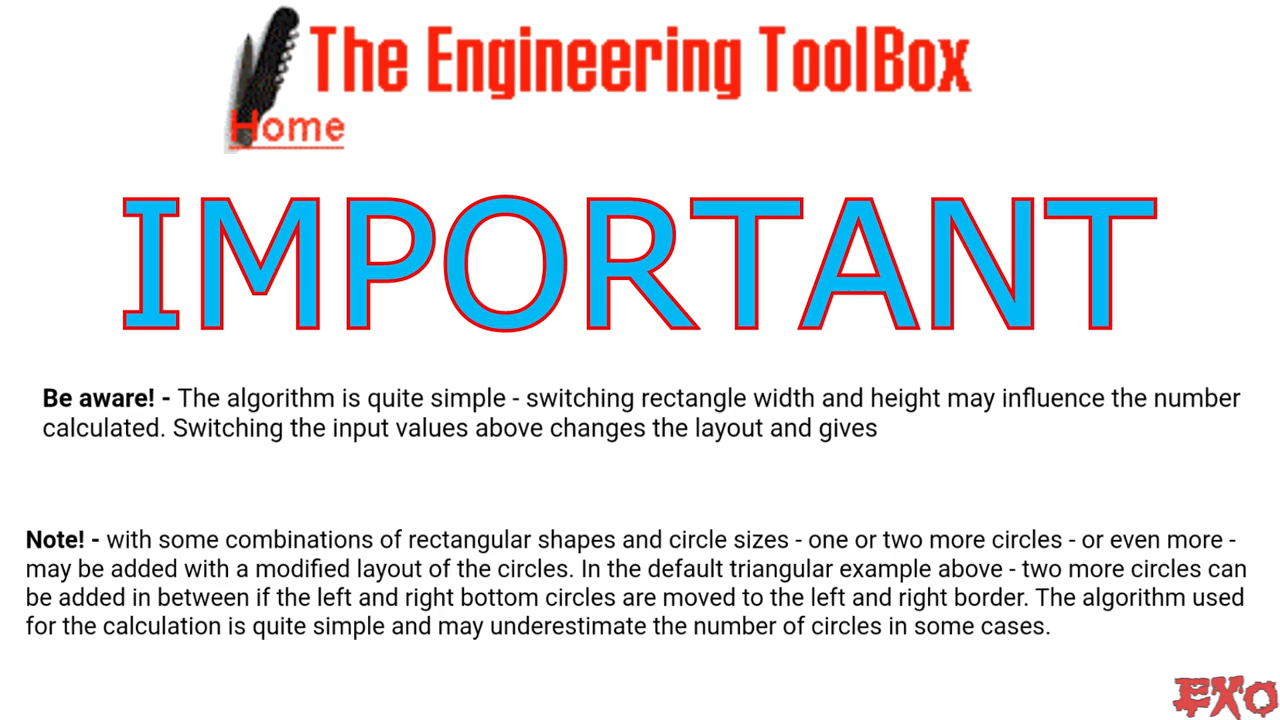 The Engineering ToolBox
Home
IMPORTANT
Be aware! - The algorithm is quite simple - switching rectangle width and height may influence the number
calculated. Switching the input values above changes the layout and gives
Note! - with some combinations of rectangular shapes and circle sizes - one or two more circles - or even more -
may be added with a modified layout of the circles. In the default triangular example above - two more circles can
be added in between if the left and right bottom circles are moved to the left and right border. The algorithm used
for the calculation is quite simple and may underestimate the number of circles in some cases.
EXO